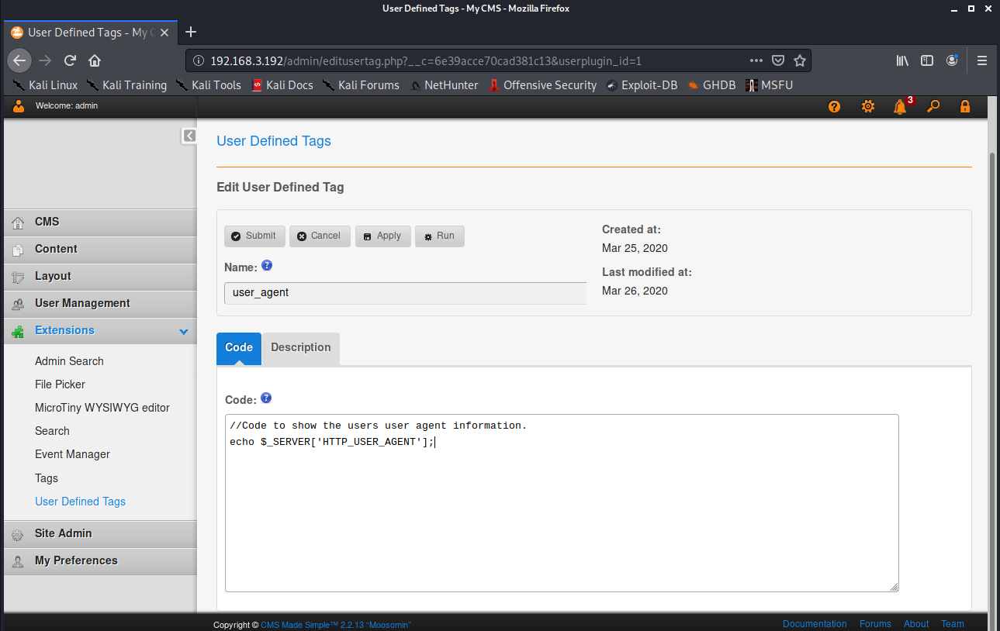 User Defined Tags - My CMS - Mozilla Firefox
User Defined Tags - My C
192.168.3.192/admin/editusertag.php?__c=6e39acce70cad381c13&userplugin_id=1
Kali Linux Kali Training Kali Tools Kali Docs Kali Forums NetHunter Offensive Security Exploit-DB GHDB MSFU
Welcome: admin
3
CMS
Content
Layout
User Management
Extensions
Admin Search
File Picker
MicroTiny WYSIWYG editor
Search
Event Manager
Tags
User Defined Tags
Site Admin
My Preferences
User Defined Tags
Edit User Defined Tag
Submit Cancel Apply Run
Name:
user_agent
Created at:
Mar 25, 2020
Last modified at:
Mar 26, 2020
Code Description
Code:
//Code to show the users user agent information.
echo $_SERVER['HTTP_USER_AGENT'];
Copyright © CMS Made Simple™ 2.2.13 “Moosomin”
Documentation Forums About Team